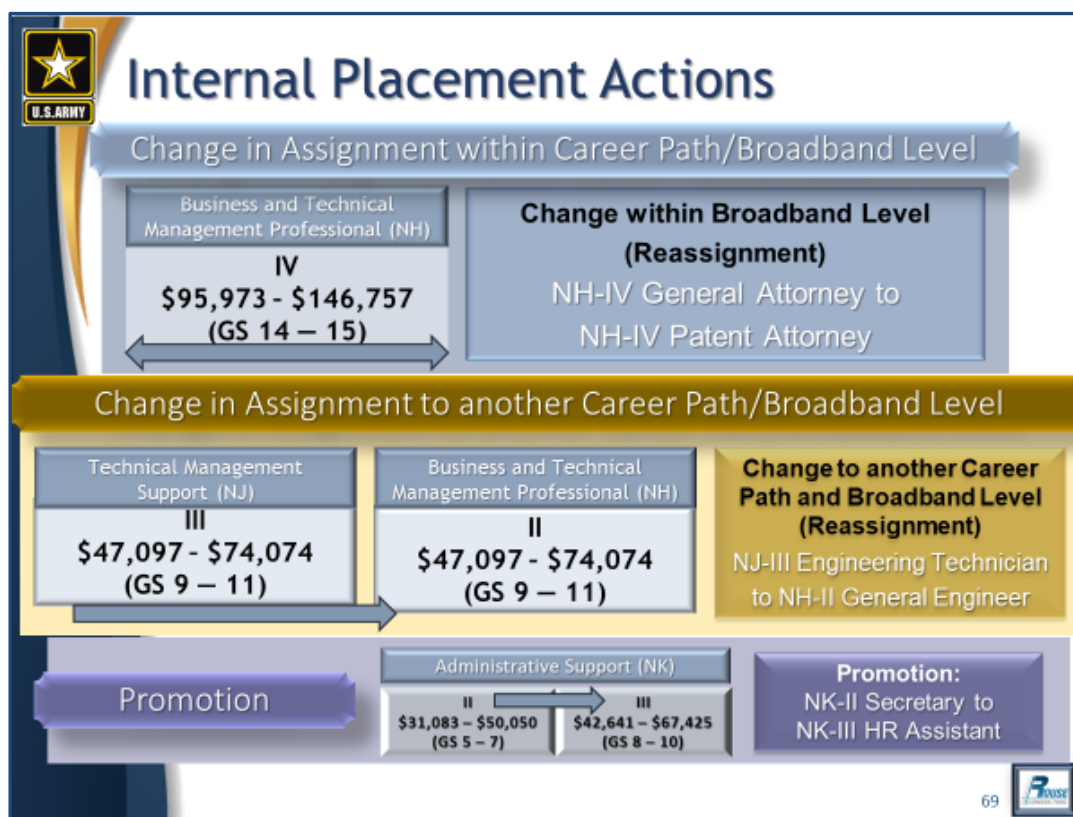 Internal Placement Actions
U.S.ARMY
Change in Assignment within Career Path/Broadband Level
Business and Technical
Management Professional (NH)
IV
$95,973 - $146,757
(GS 14 – 15)
Change within Broadband Level
(Reassignment)
NH-IV General Attorney to
NH-IV Patent Attorney
Change in Assignment to another Career Path/Broadband Level
Technical Management
Support (NJ)
III
$47,097 - $74,074
(GS 9 – 11)
Business and Technical
Management Professional (NH)
II
$47,097 - $74,074
(GS 9 – 11)
Change to another Career
Path and Broadband Level
(Reassignment)
NJ-III Engineering Technician
to NH-II General Engineer
Promotion
Administrative Support (NK)
II
$31,083 – $50,050
(GS 5 – 7)
III
$42,641 – $67,425
(GS 8 – 10)
Promotion:
NK-II Secretary to
NK-III HR Assistant
69